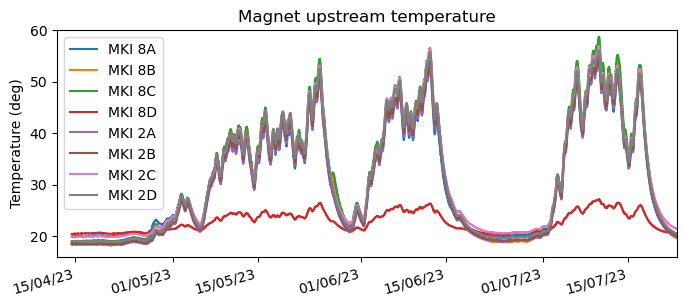 Magnet upstream temperature
Temperature (deg)
60
50
40
30
20
MKI 8A
MKI 8B
MKI 8C
MKI 8D
MKI 2A
MKI 2B
MKI 2C
MKI 2D
15/04/23
01/05/23
15/05/23
01/06/23
15/06/23
01/07/23
15/07/23